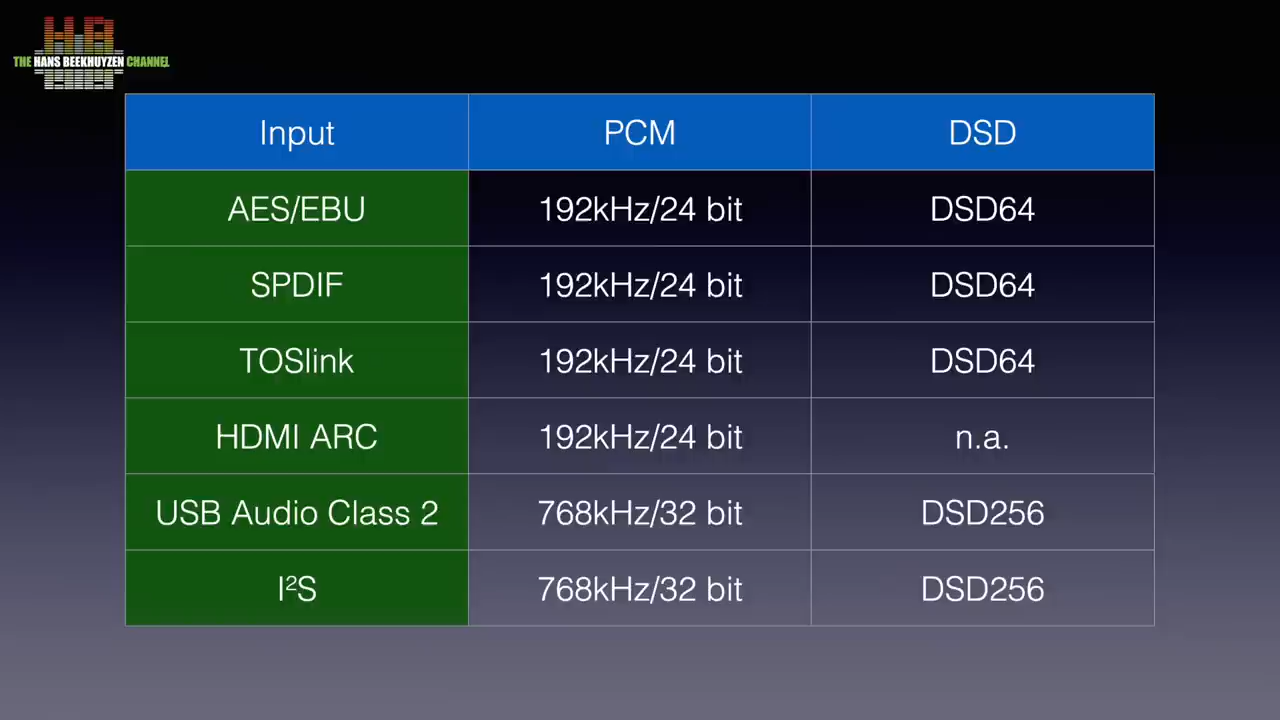 THE HANS BEEKHUYZEN CHANNEL
Input PCM DSD
AES/EBU 192kHz/24 bit DSD64
SPDIF 192kHz/24 bit DSD64
TOSlink 192kHz/24 bit DSD64
HDMI ARC 192kHz/24 bit n.a.
USB Audio Class 2 768kHz/32 bit DSD256
I²S 768kHz/32 bit DSD256